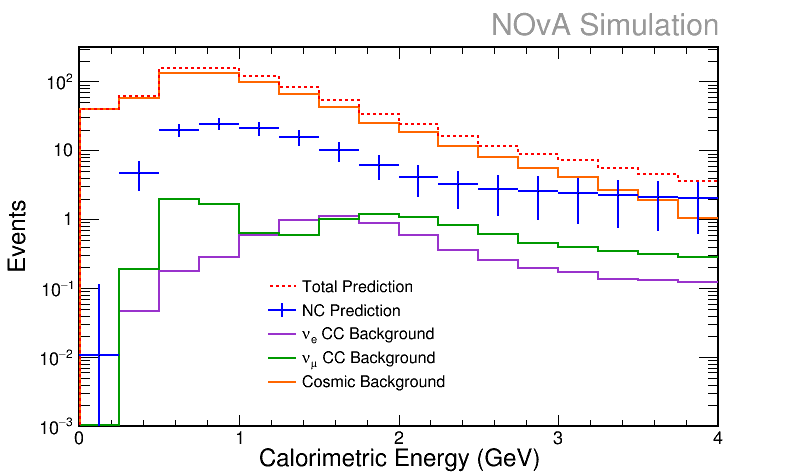 NOvA Simulation
Events
10²
10
1
10⁻¹
10⁻²
10⁻³
Total Prediction
NC Prediction
νₑ CC Background
ν_μ CC Background
Cosmic Background
0 1 2 3 4
Calorimetric Energy (GeV)